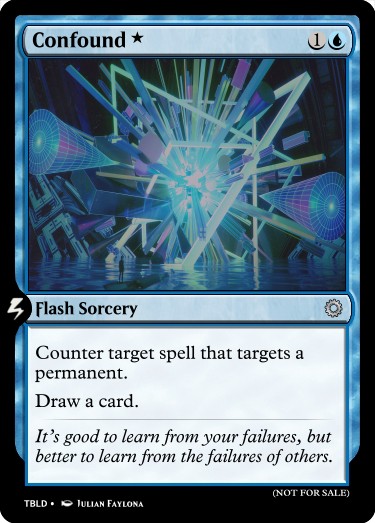 Confound ★ 1
Flash Sorcery
Counter target spell that targets a
permanent.
Draw a card.
It's good to learn from your failures, but
better to learn from the failures of others.
(NOT FOR SALE)
TBLD • Julian Faylona